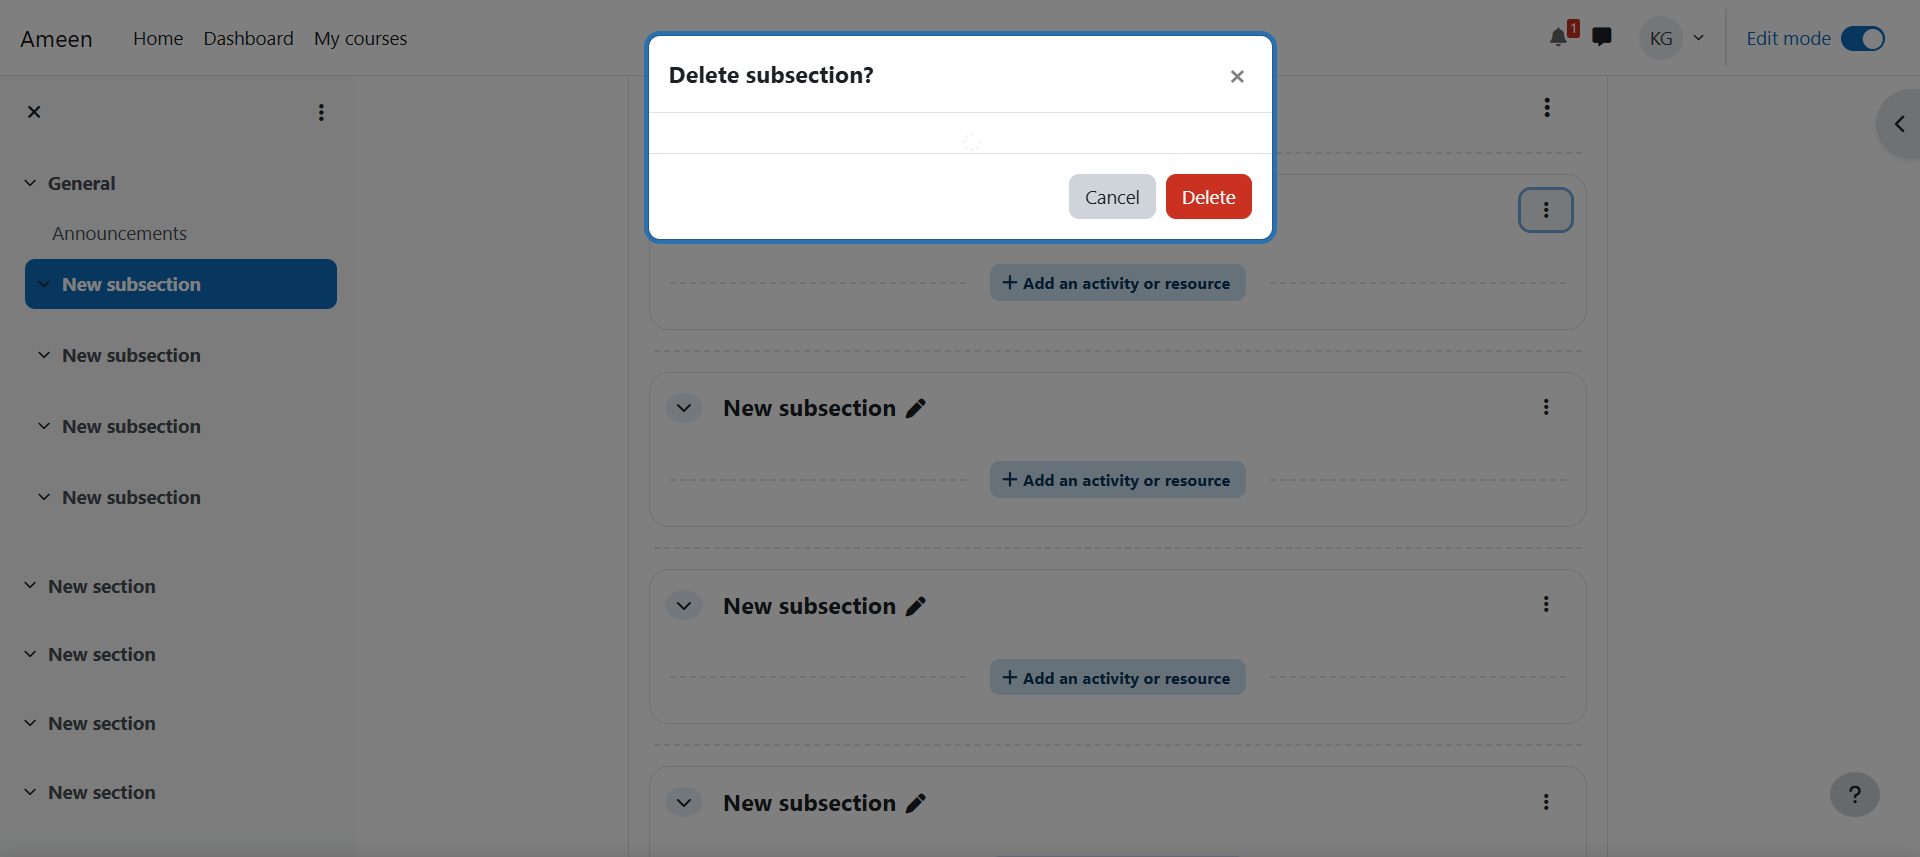 Ameen
Home Dashboard My courses
1
KG
Edit mode
Delete subsection?
Cancel Delete
General
Announcements
New subsection
New subsection
New subsection
New subsection
New section
New section
New section
New section
+ Add an activity or resource
New subsection
+ Add an activity or resource
New subsection
+ Add an activity or resource
New subsection
?